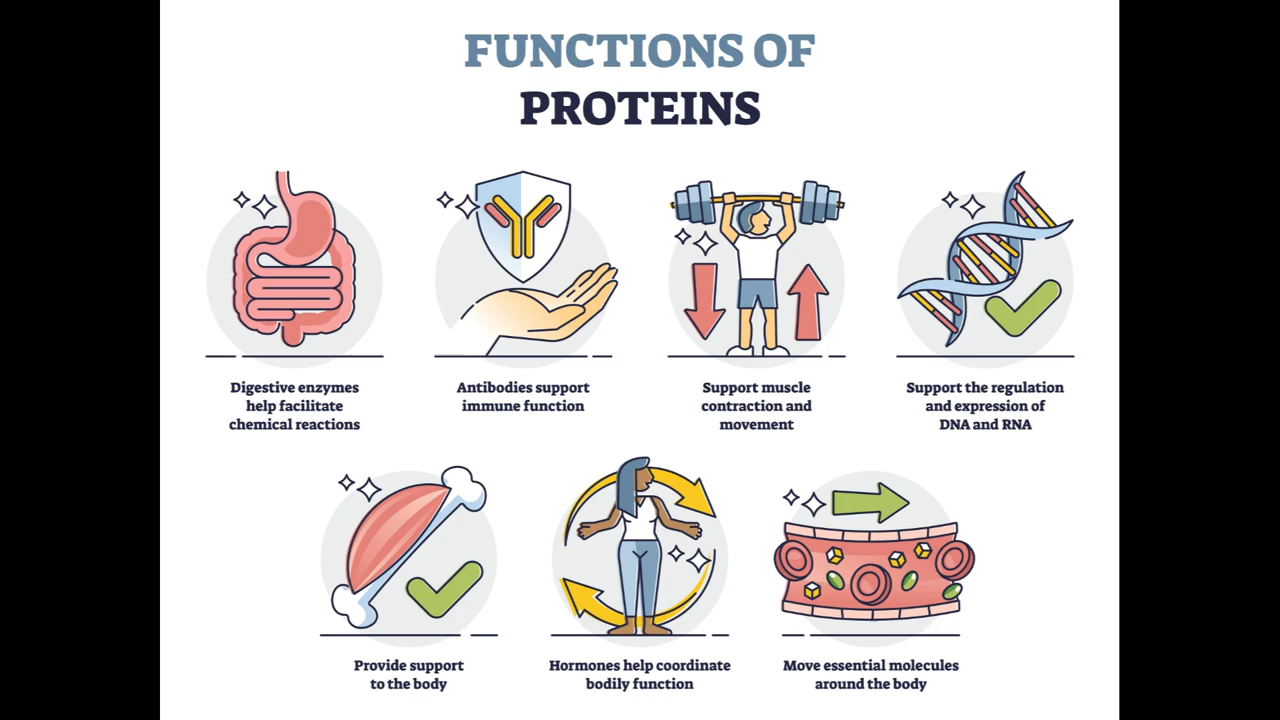 FUNCTIONS OF
PROTEINS
Digestive enzymes
help facilitate
chemical reactions
Antibodies support
immune function
Support muscle
contraction and
movement
Support the regulation
and expression of
DNA and RNA
Provide support
to the body
Hormones help coordinate
bodily function
Move essential molecules
around the body